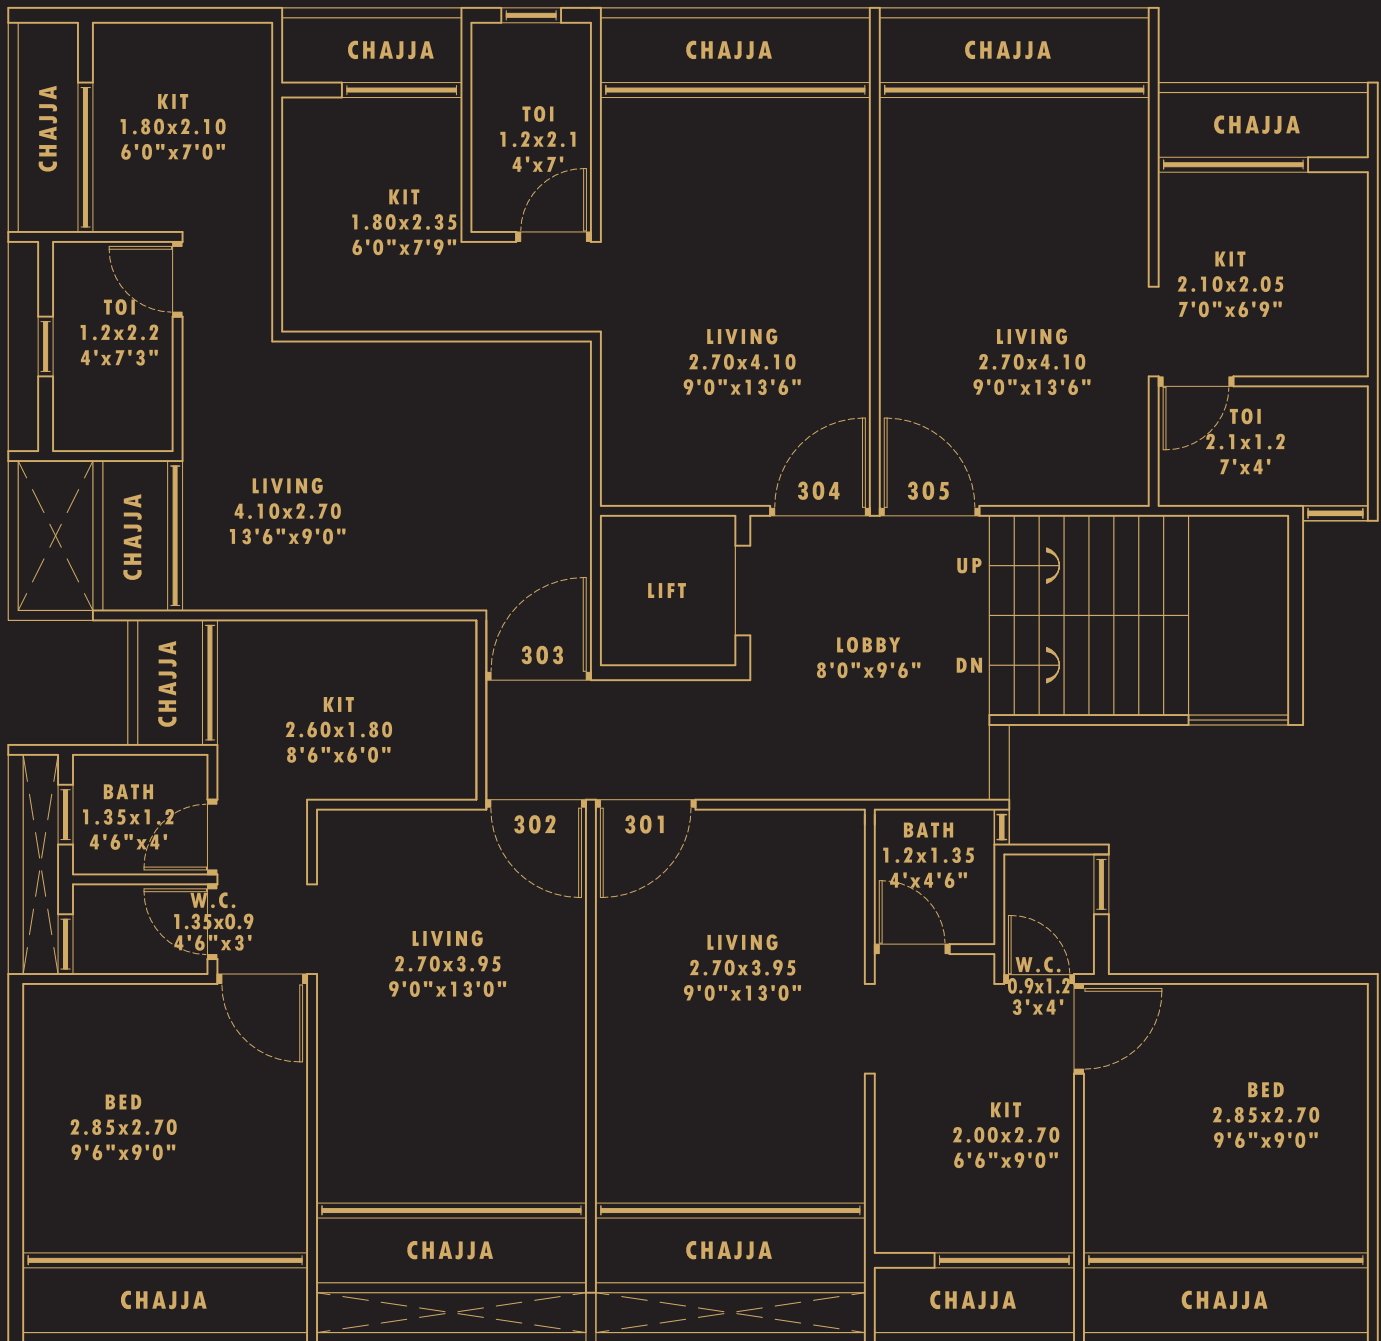 CHAJJA
CHAJJA
CHAJJA
CHAJJA
KIT
1.80x2.10
6'0"x7'0"
TOI
1.2x2.1
4'x7'
CHAJJA
KIT
1.80x2.35
6'0"x7'9"
KIT
2.10x2.05
7'0"x6'9"
TOI
1.2x2.2
4'x7'3"
LIVING
2.70x4.10
9'0"x13'6"
LIVING
2.70x4.10
9'0"x13'6"
TOI
2.1x1.2
7'x4'
LIVING
4.10x2.70
13'6"x9'0"
304
305
CHAJJA
LIFT
UP
303
LOBBY
8'0"x9'6"
DN
CHAJJA
KIT
2.60x1.80
8'6"x6'0"
BATH
1.35x1.2
4'6"x4'
302
301
BATH
1.2x1.35
4'x4'6"
W.C.
1.35x0.9
4'6"x3'
LIVING
2.70x3.95
9'0"x13'0"
LIVING
2.70x3.95
9'0"x13'0"
W.C.
0.9x1.2
3'x4'
BED
2.85x2.70
9'6"x9'0"
KIT
2.00x2.70
6'6"x9'0"
BED
2.85x2.70
9'6"x9'0"
CHAJJA
CHAJJA
CHAJJA
CHAJJA
CHAJJA